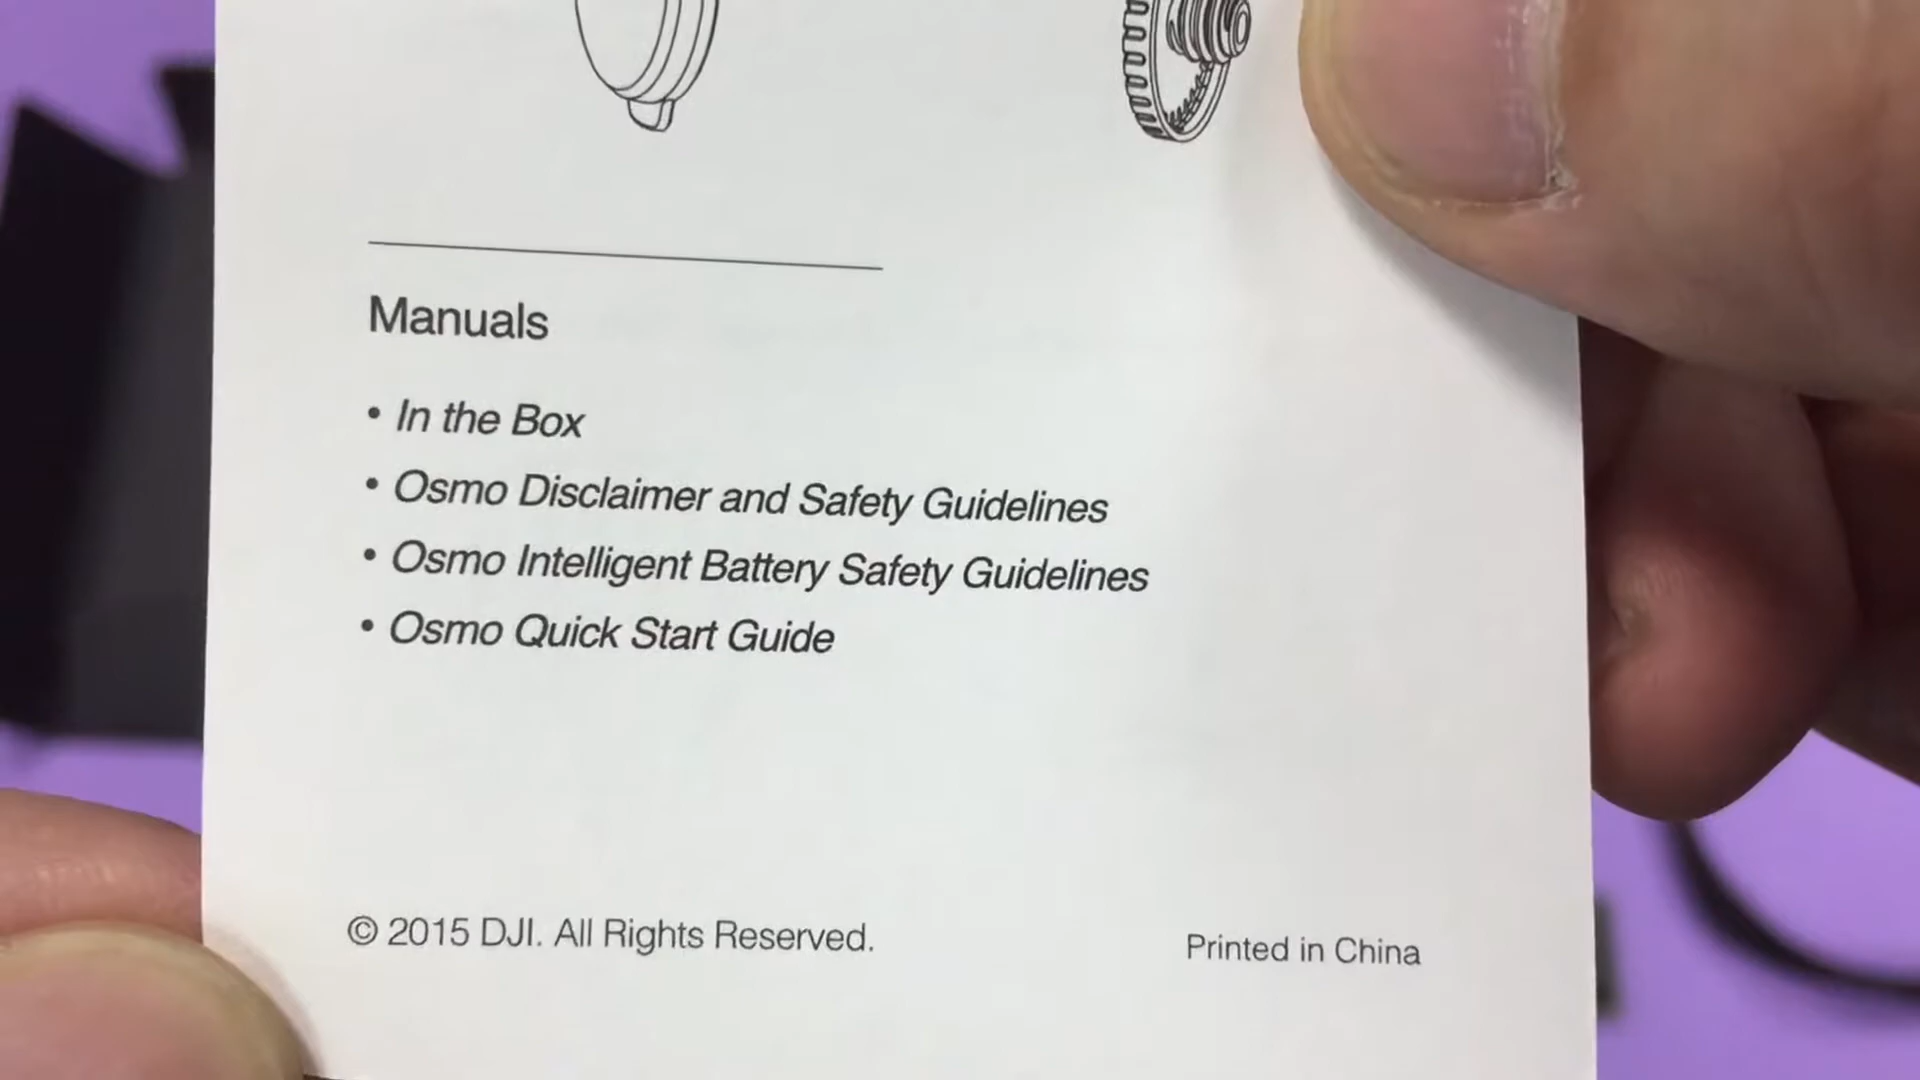 Manuals
• In the Box
• Osmo Disclaimer and Safety Guidelines
• Osmo Intelligent Battery Safety Guidelines
• Osmo Quick Start Guide
© 2015 DJI. All Rights Reserved.
Printed in China